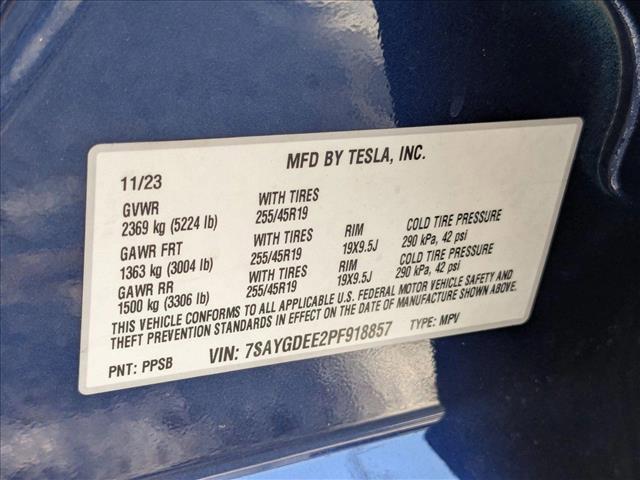 MFD BY TESLA, INC.
11/23
GVWR WITH TIRES
2369 kg (5224 lb) 255/45R19
GAWR FRT WITH TIRES RIM COLD TIRE PRESSURE
1363 kg (3004 lb) 255/45R19 19X9.5J 290 kPa, 42 psi
GAWR RR WITH TIRES RIM COLD TIRE PRESSURE
1500 kg (3306 lb) 255/45R19 19X9.5J 290 kPa, 42 psi
THIS VEHICLE CONFORMS TO ALL APPLICABLE U.S. FEDERAL MOTOR VEHICLE SAFETY AND
THEFT PREVENTION STANDARDS IN EFFECT ON THE DATE OF MANUFACTURE SHOWN ABOVE.
PNT: PPSB VIN: 7SAYGDEE2PF918857 TYPE: MPV